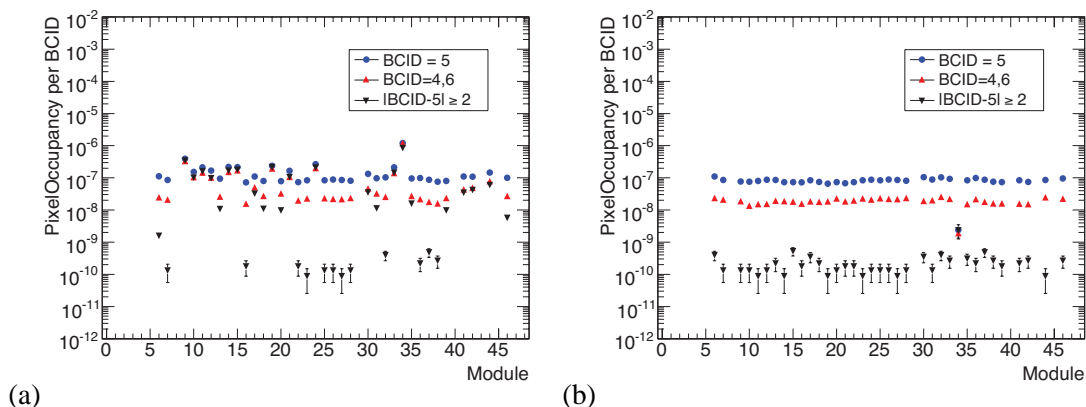 PixelOccupancy per BCID
10-2
10-3
10-4
10-5
10-6
10-7
10-8
10-9
10-10
10-11
10-12
BCID = 5
BCID=4,6
|BCID-5| ≥ 2
0 5 10 15 20 25 30 35 40 45
Module
(a)
PixelOccupancy per BCID
10-2
10-3
10-4
10-5
10-6
10-7
10-8
10-9
10-10
10-11
10-12
BCID = 5
BCID=4,6
|BCID-5| ≥ 2
0 5 10 15 20 25 30 35 40 45
Module
(b)